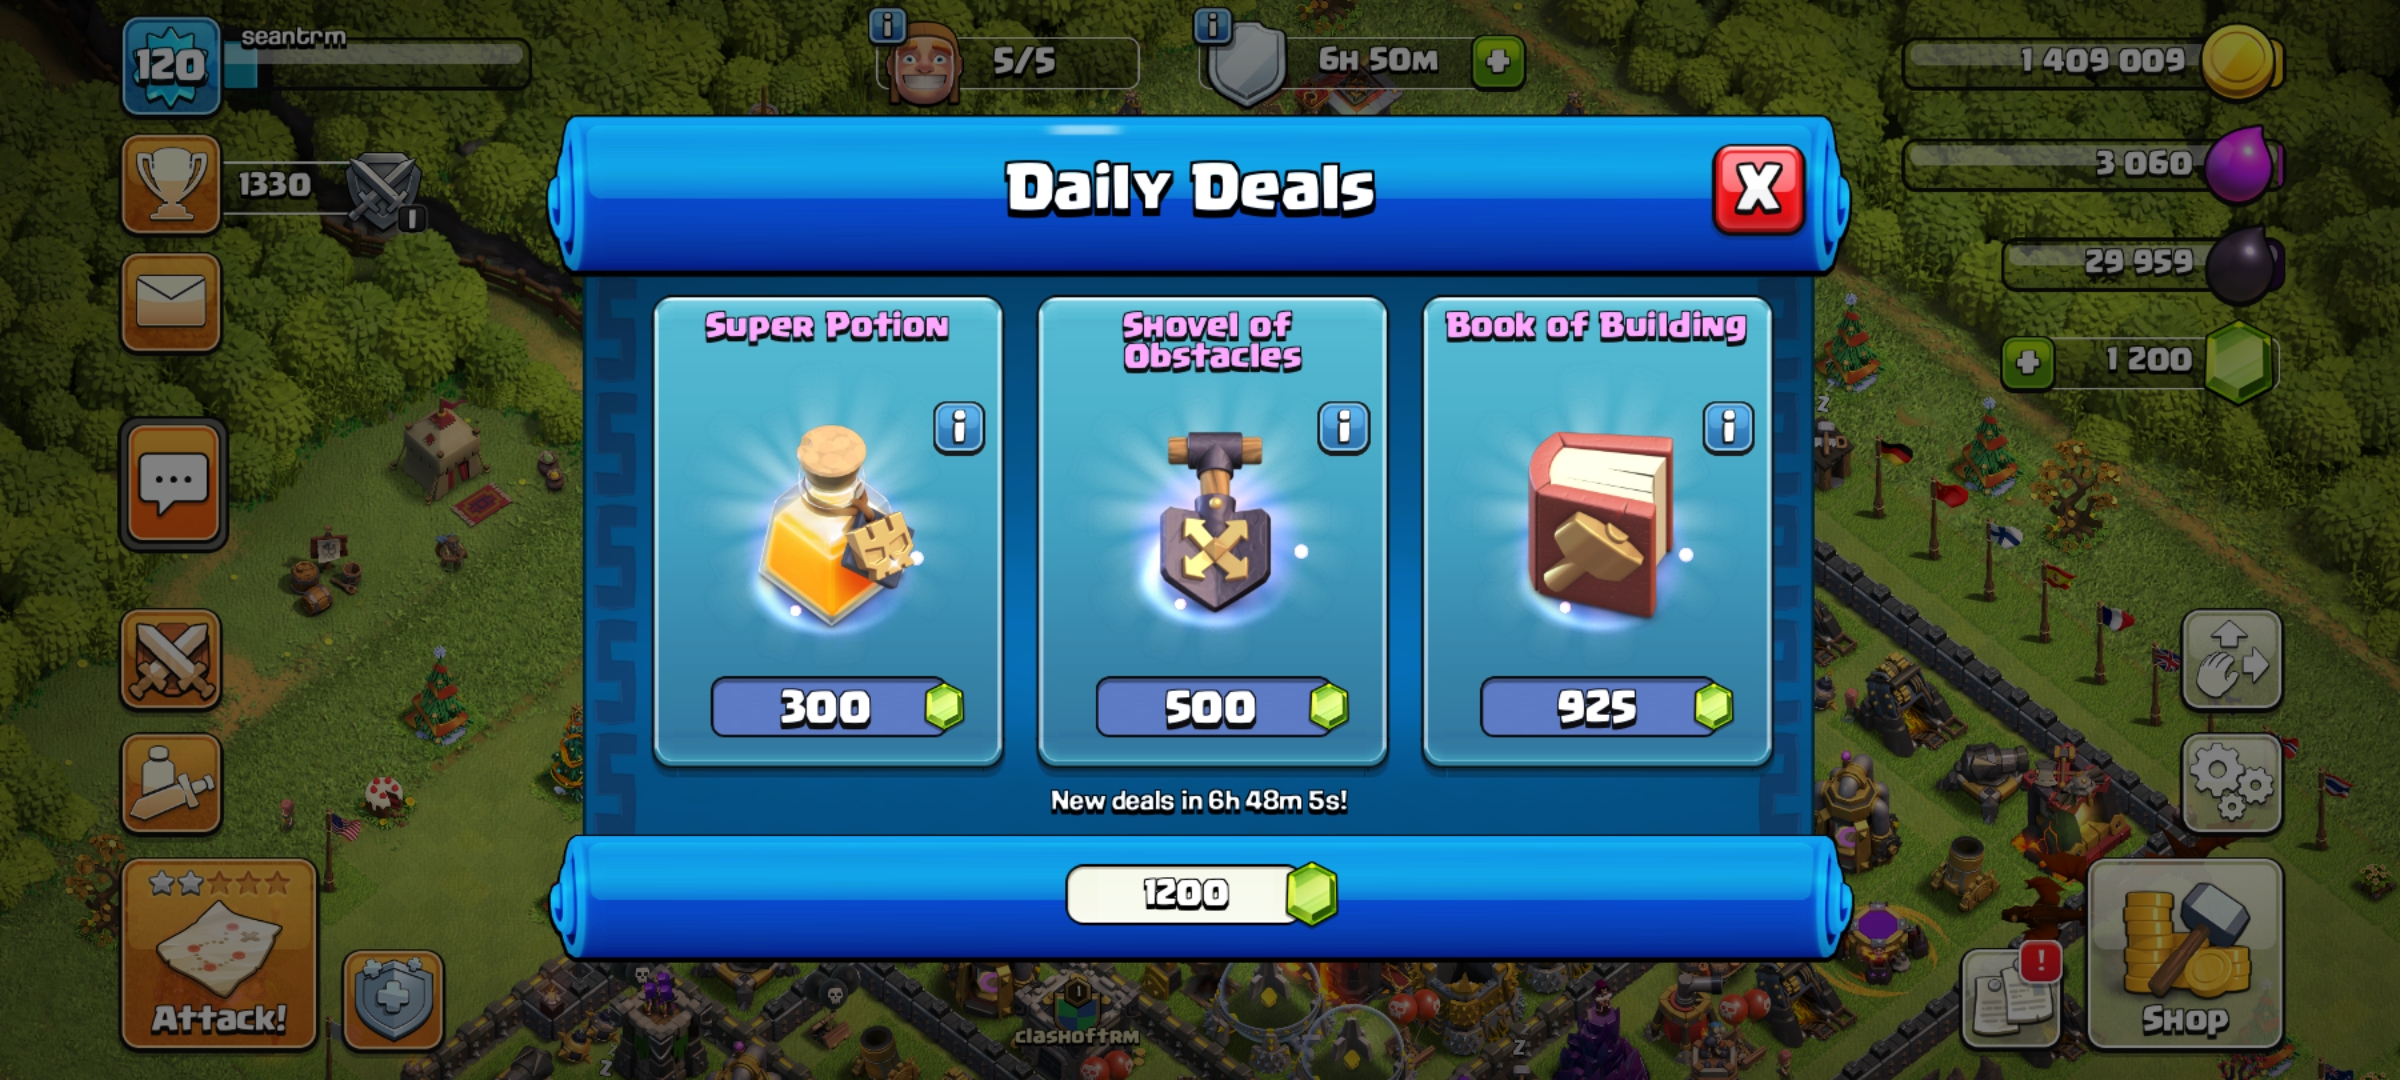 120
seantrm
5/5
6h 50m
1 409 009
1330
1
3 060
29 959
1 200
Daily Deals
X
Super Potion
Shovel of
Obstacles
Book of Building
i
i
i
i
i
300
500
925
New deals in 6h 48m 5s!
1200
Attack!
clashoftrm
!
Shop
z
z
z